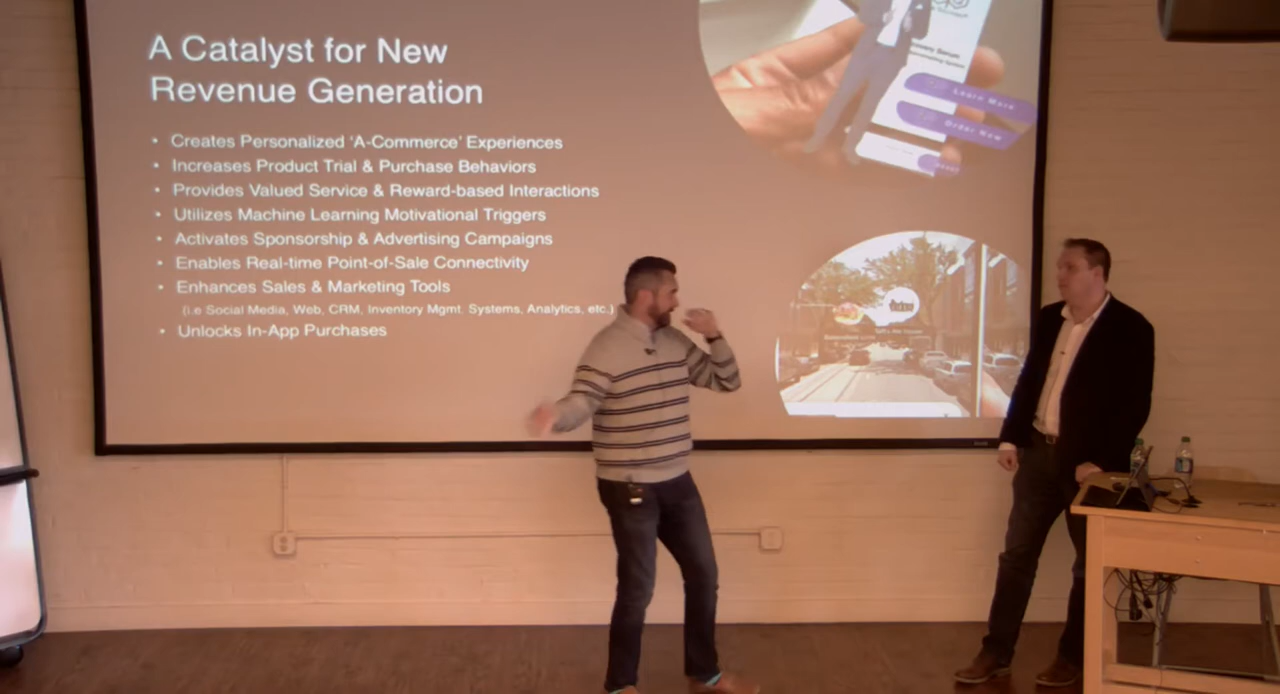 A Catalyst for New
Revenue Generation
• Creates Personalized ‘A-Commerce’ Experiences
• Increases Product Trial & Purchase Behaviors
• Provides Valued Service & Reward-based Interactions
• Utilizes Machine Learning Motivational Triggers
• Activates Sponsorship & Advertising Campaigns
• Enables Real-time Point-of-Sale Connectivity
• Enhances Sales & Marketing Tools
(i.e Social Media, Web, CRM, Inventory Mgmt. Systems, Analytics, etc.)
• Unlocks In-App Purchases
Serum
Learn More
Order Now